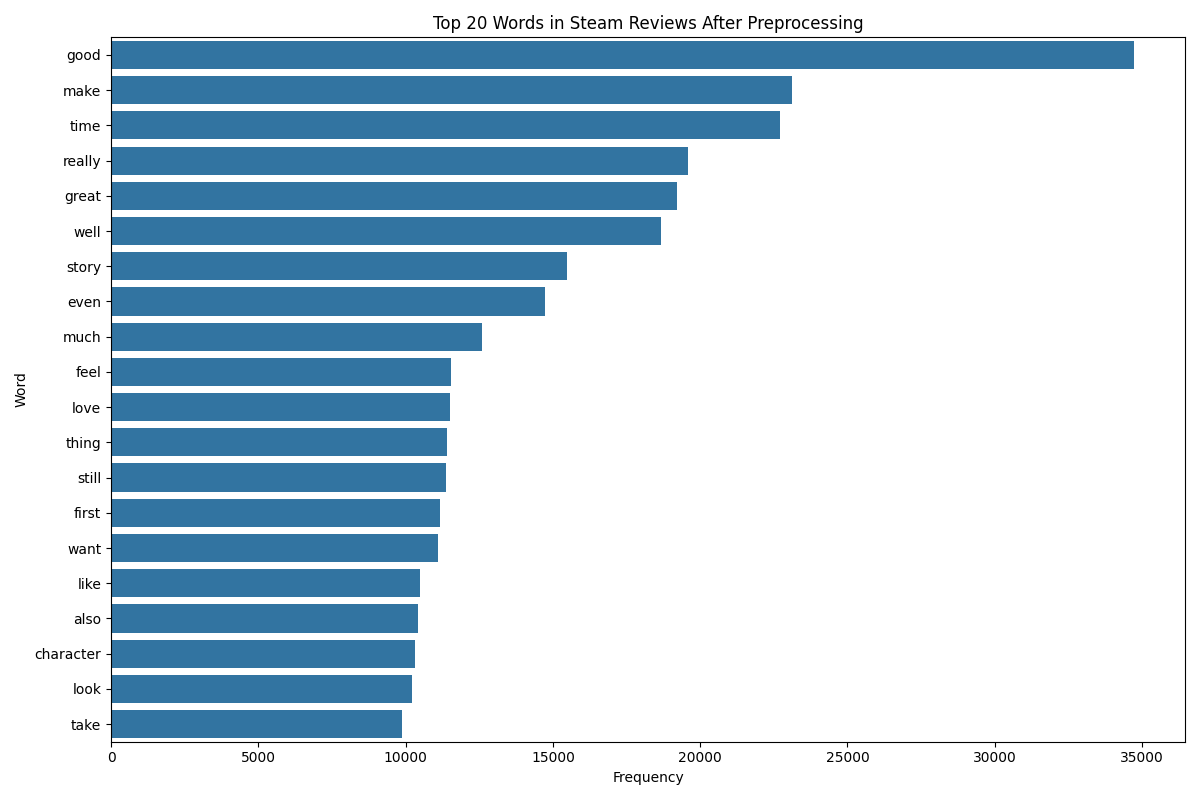 Top 20 Words in Steam Reviews After Preprocessing
good
make
time
really
great
well
story
even
much
feel
love
thing
still
first
want
like
also
character
look
take
Word
0 5000 10000 15000 20000 25000 30000 35000
Frequency